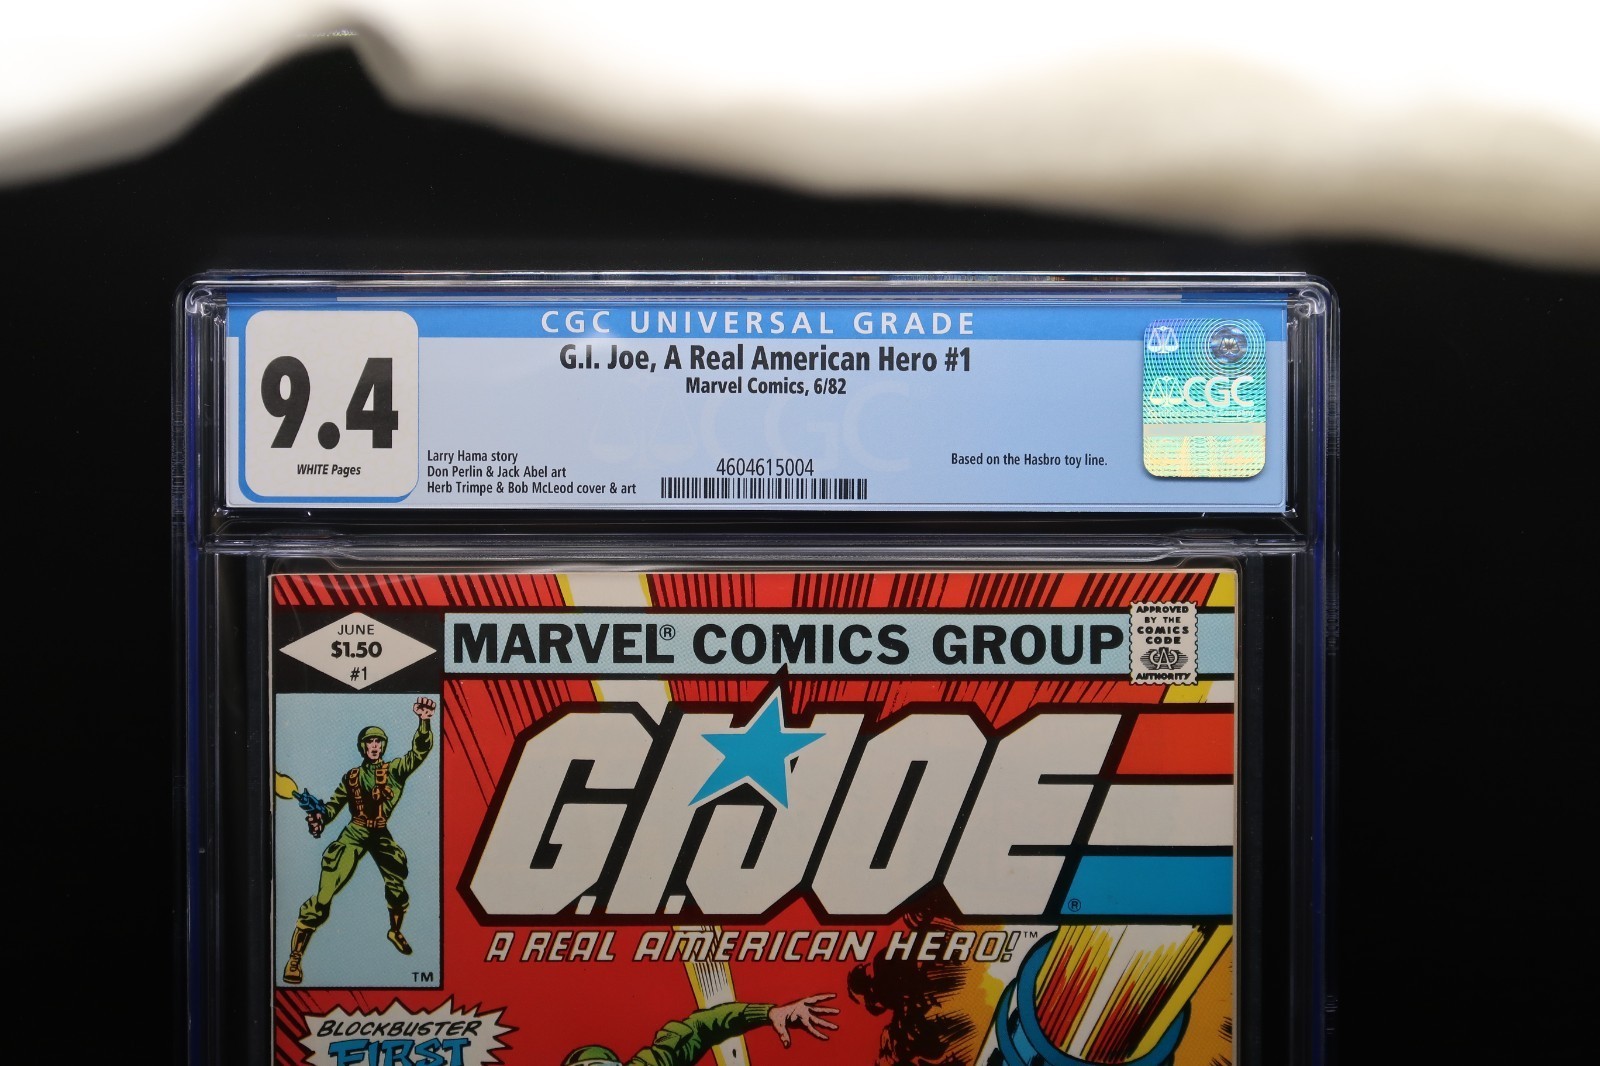 CGC UNIVERSAL GRADE
9.4
WHITE Pages
G.I. Joe, A Real American Hero #1
Marvel Comics, 6/82
Larry Hama story
Don Perlin & Jack Abel art
Herb Trimpe & Bob McLeod cover & art
4604615004
Based on the Hasbro toy line.
CGC
JUNE
$1.50
#1
MARVEL® COMICS GROUP
APPROVED
BY THE
COMICS
CODE
CA
AUTHORITY
G.I. JOE®
A REAL AMERICAN HERO!™
TM
BLOCKBUSTER
FIRST